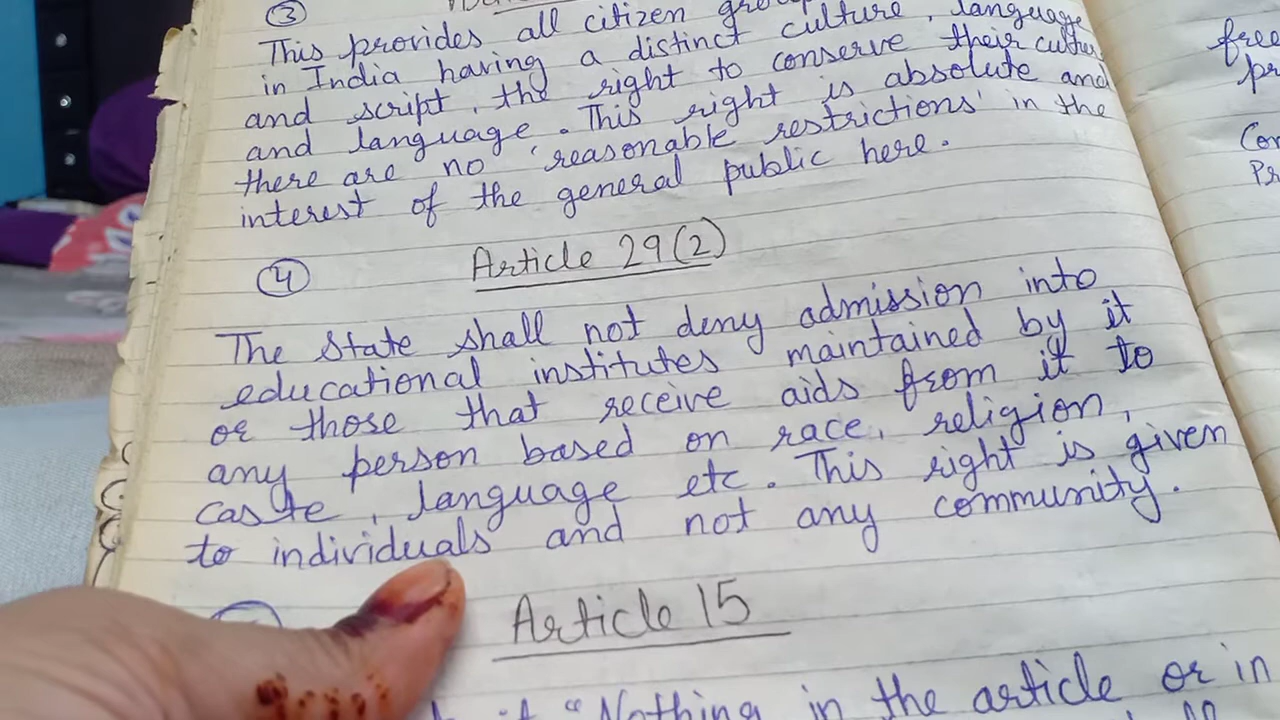 ③
This provides all citizen
in India having a distinct culture, language
and script, the right to conserve their culture
and language. This right is absolute and
there are no 'reasonable restrictions' in the
interest of the general public here.
④ Article 29(2)
The State shall not deny admission into
educational institutes maintained by it
or those that receive aids from it to
any person based on race, religion,
caste, language etc. This right is given
to individuals and not any community.
Article 15
"Nothing in the article or in
free